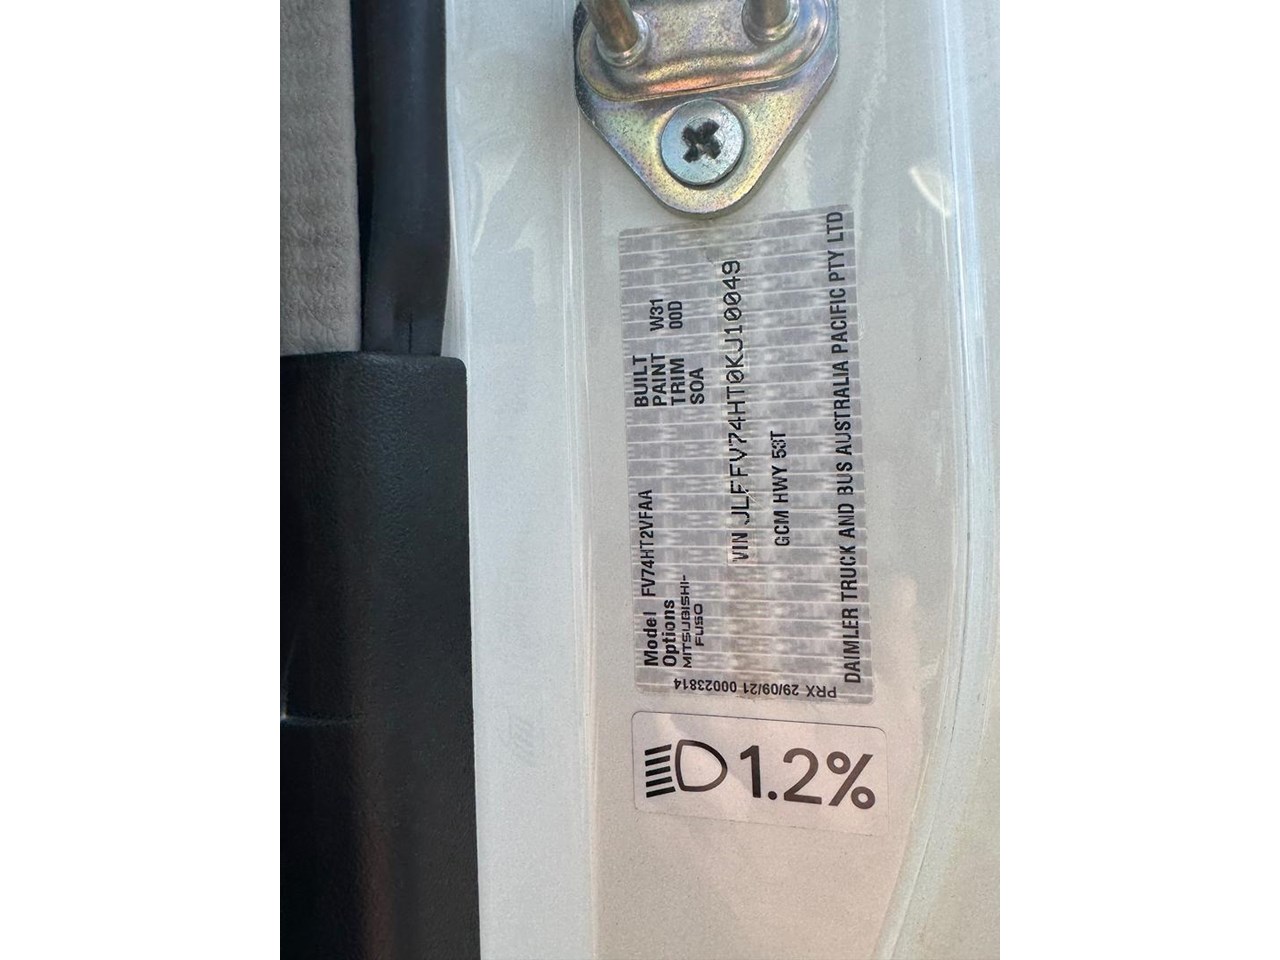 Model FV74HT2VFAA BUILT
Options PAINT W31
MITSUBISHI- TRIM 00D
FUSO SOA
VIN JLFFV74HT0KJ10049
GCM HWY 53T
DAIMLER TRUCK AND BUS AUSTRALIA PACIFIC PTY LTD
PRX 29/09/21 00023814
1.2%